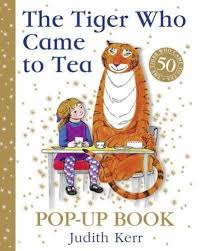 The Tiger Who
Came to Tea
50
POP-UP BOOK
Judith Kerr